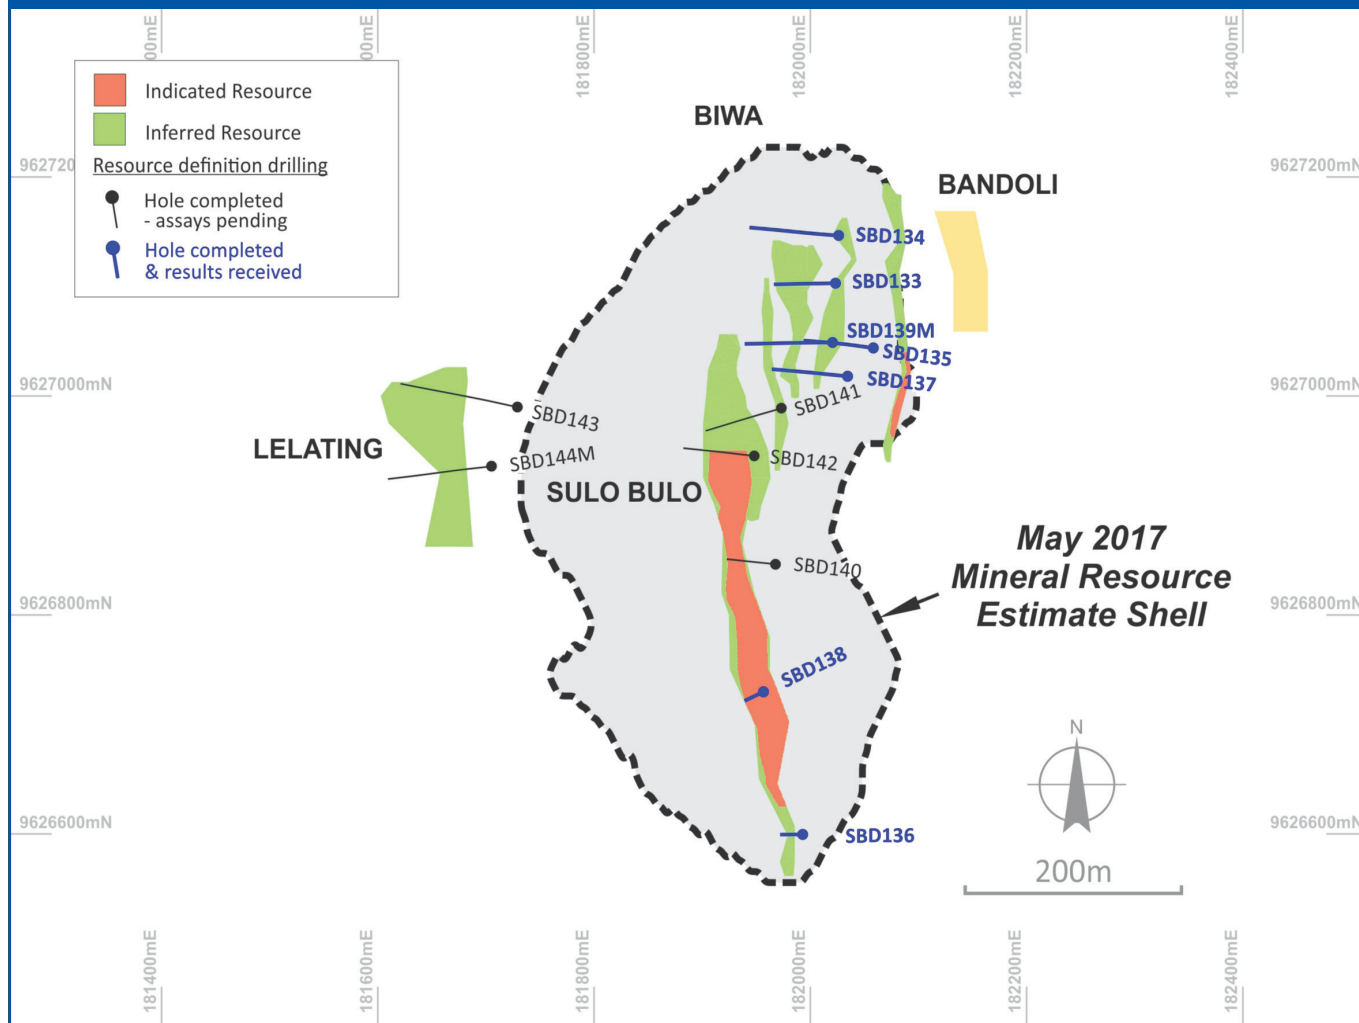 00mE
00mE
181800mE
182000mE
182200mE
182400mE
Indicated Resource
Inferred Resource
Resource definition drilling
Hole completed
- assays pending
Hole completed
& results received
BIWA
BANDOLI
962720
9627200mN
SBD134
SBD133
SBD139M
SBD135
SBD137
9627000mN
9627000mN
SBD141
SBD143
LELATING
SBD144M
SBD142
SULO BULO
SBD140
May 2017
Mineral Resource
Estimate Shell
9626800mN
9626800mN
SBD138
N
9626600mN
9626600mN
SBD136
200m
181400mE
181600mE
181800mE
182000mE
182200mE
182400mE